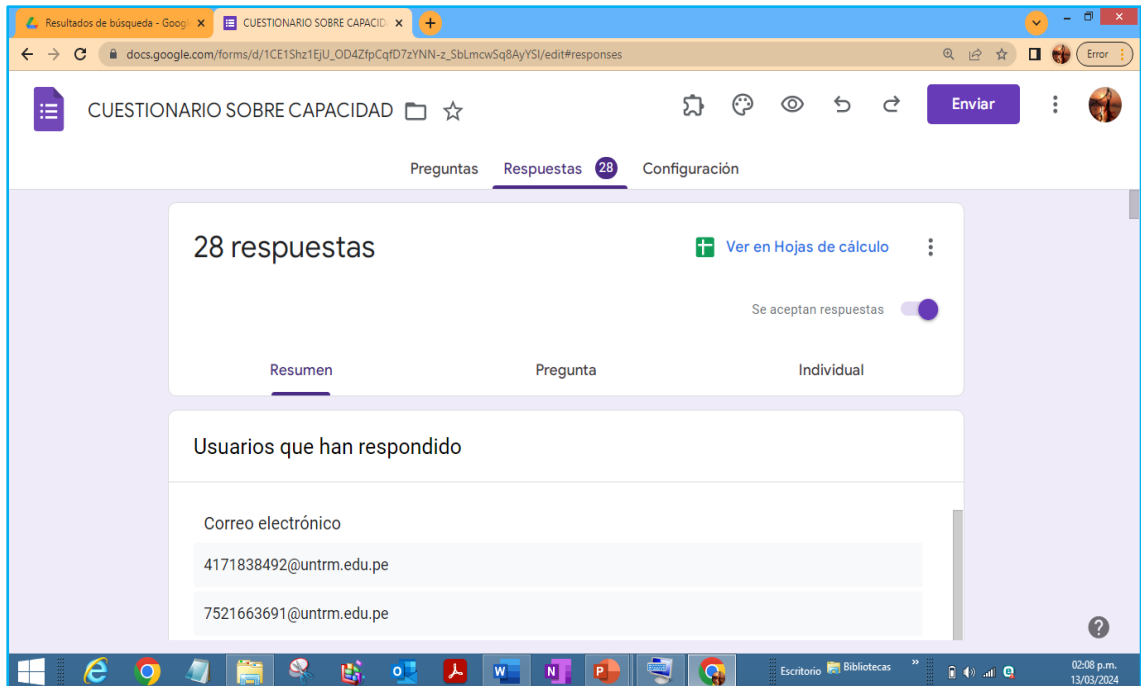 Resultados de búsqueda - Googl
CUESTIONARIO SOBRE CAPACID
docs.google.com/forms/d/1CE1Shz1EjU_OD4ZfpCqfD7zYNN-z_SbLmcwSq8AyYSI/edit#responses
Error
CUESTIONARIO SOBRE CAPACIDAD
Enviar
Preguntas Respuestas 28 Configuración
28 respuestas
Ver en Hojas de cálculo
Se aceptan respuestas
Resumen Pregunta Individual
Usuarios que han respondido
Correo electrónico
4171838492@untrm.edu.pe
7521663691@untrm.edu.pe
Escritorio Bibliotecas
02:08 p.m.
13/03/2024